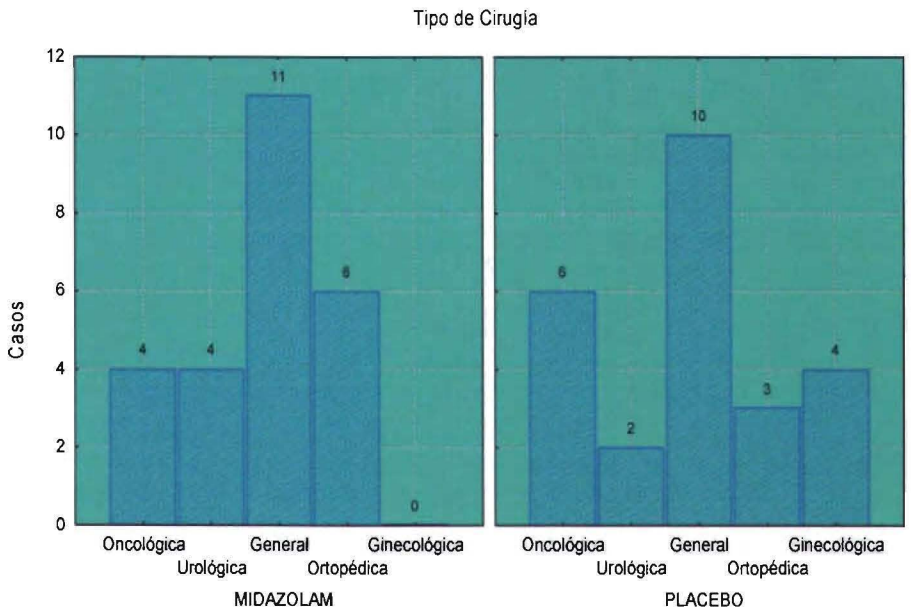 Tipo de Cirugía
12
10
8
6
4
2
0
Casos
4
4
11
6
0
6
2
10
3
4
Oncológica
General
Ginecológica
Urológica
Ortopédica
MIDAZOLAM
Oncológica
General
Ginecológica
Urológica
Ortopédica
PLACEBO